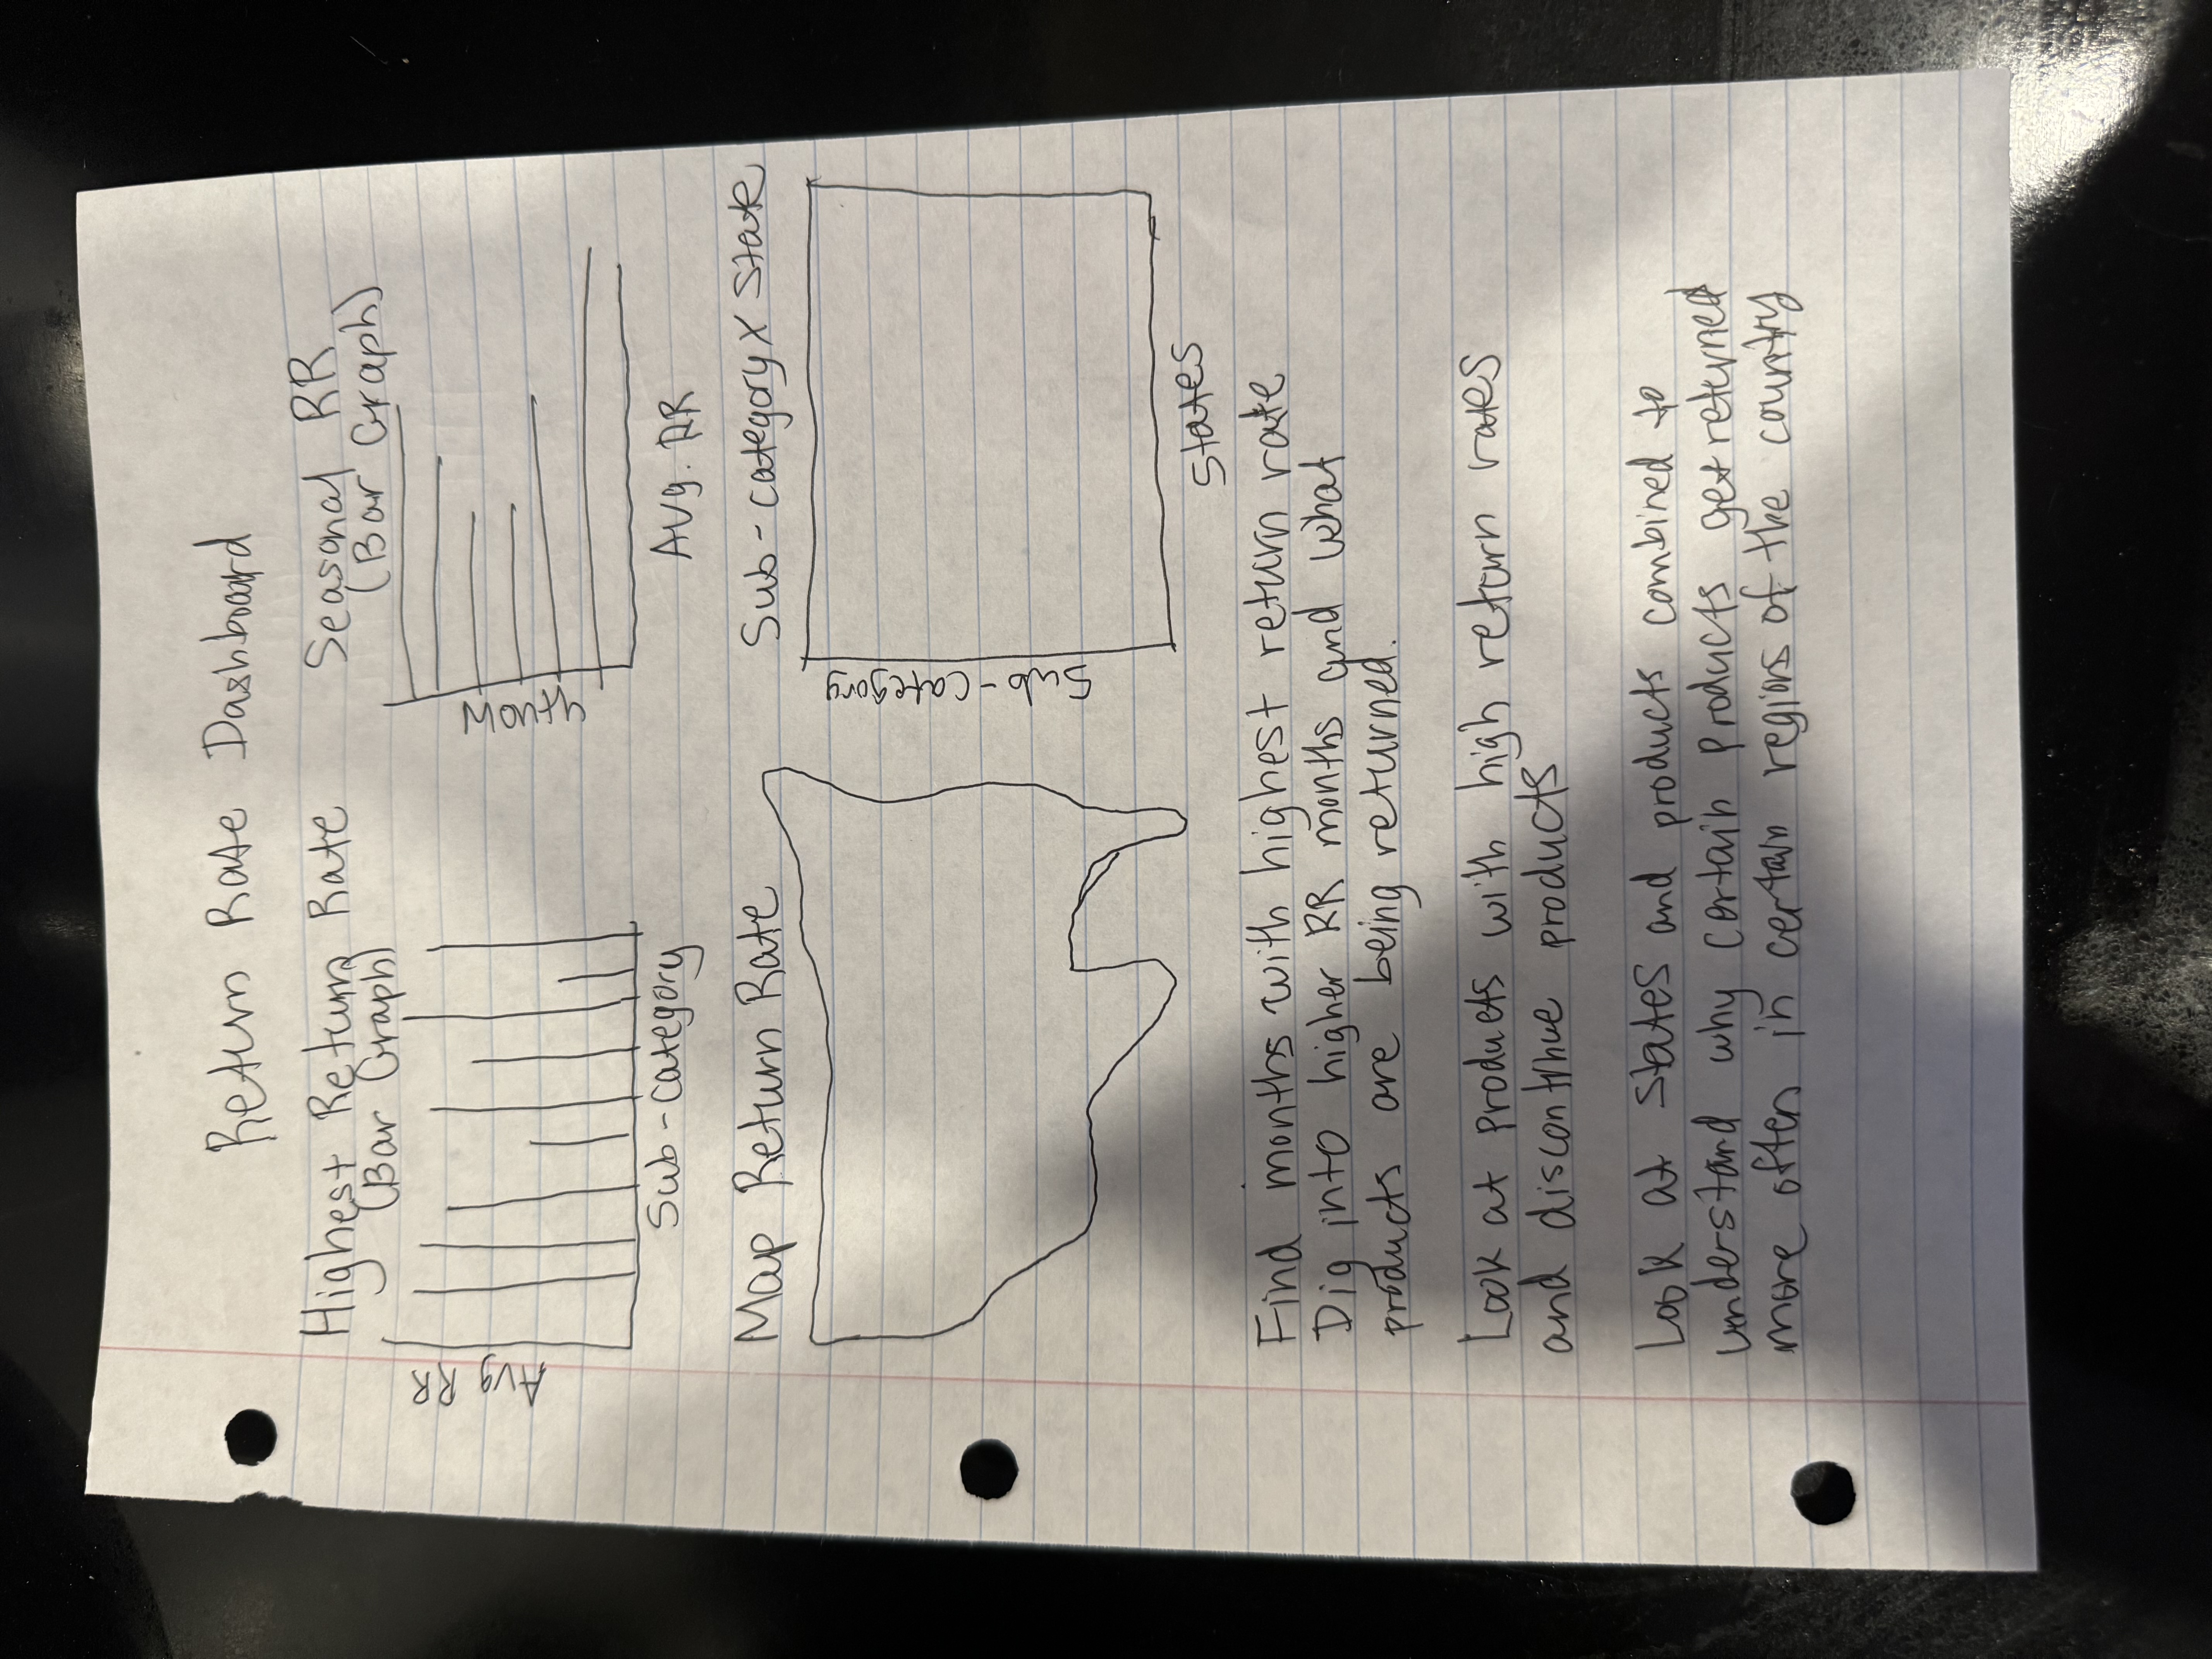 Return Rate Dashboard
Highest Return Rate
(Bar Graph)
Avg RR
Sub-category
Seasonal RR
(Bar Graph)
Month
Avg. RR
Map Return Rate
Sub-category X State
Sub-category
States
Find months with highest return rate
Dig into higher RR months and what
products are being returned.
Look at products with high return rates
and discontinue products
Look at states and products combined to
understand why certain products get returned
more often in certain regions of the country